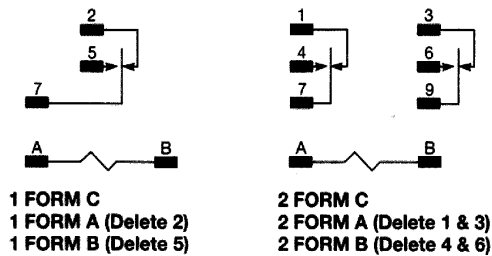 2 1 3
5 4 6
7 7 9
A B A B
1 FORM C
1 FORM A (Delete 2)
1 FORM B (Delete 5)
2 FORM C
2 FORM A (Delete 1 & 3)
2 FORM B (Delete 4 & 6)